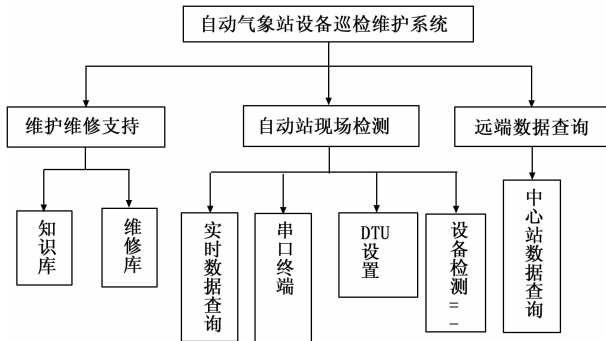 自动气象站设备巡检维护系统
维护维修支持
自动站现场检测
远端数据查询
知识库
维修库
实时数据查询
串口终端
DTU
设置
设备检测==
中心站数据查询